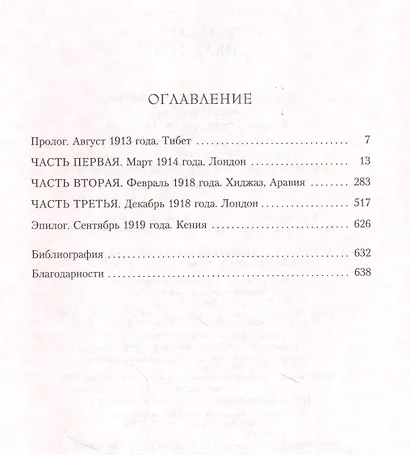 ОГЛАВЛЕНИЕ
Пролог. Август 1913 года. Тибет 7
ЧАСТЬ ПЕРВАЯ. Март 1914 года. Лондон 13
ЧАСТЬ ВТОРАЯ. Февраль 1918 года. Хиджаз, Аравия 283
ЧАСТЬ ТРЕТЬЯ. Декабрь 1918 года. Лондон 517
Эпилог. Сентябрь 1919 года. Кения 626
Библиография 632
Благодарности 638